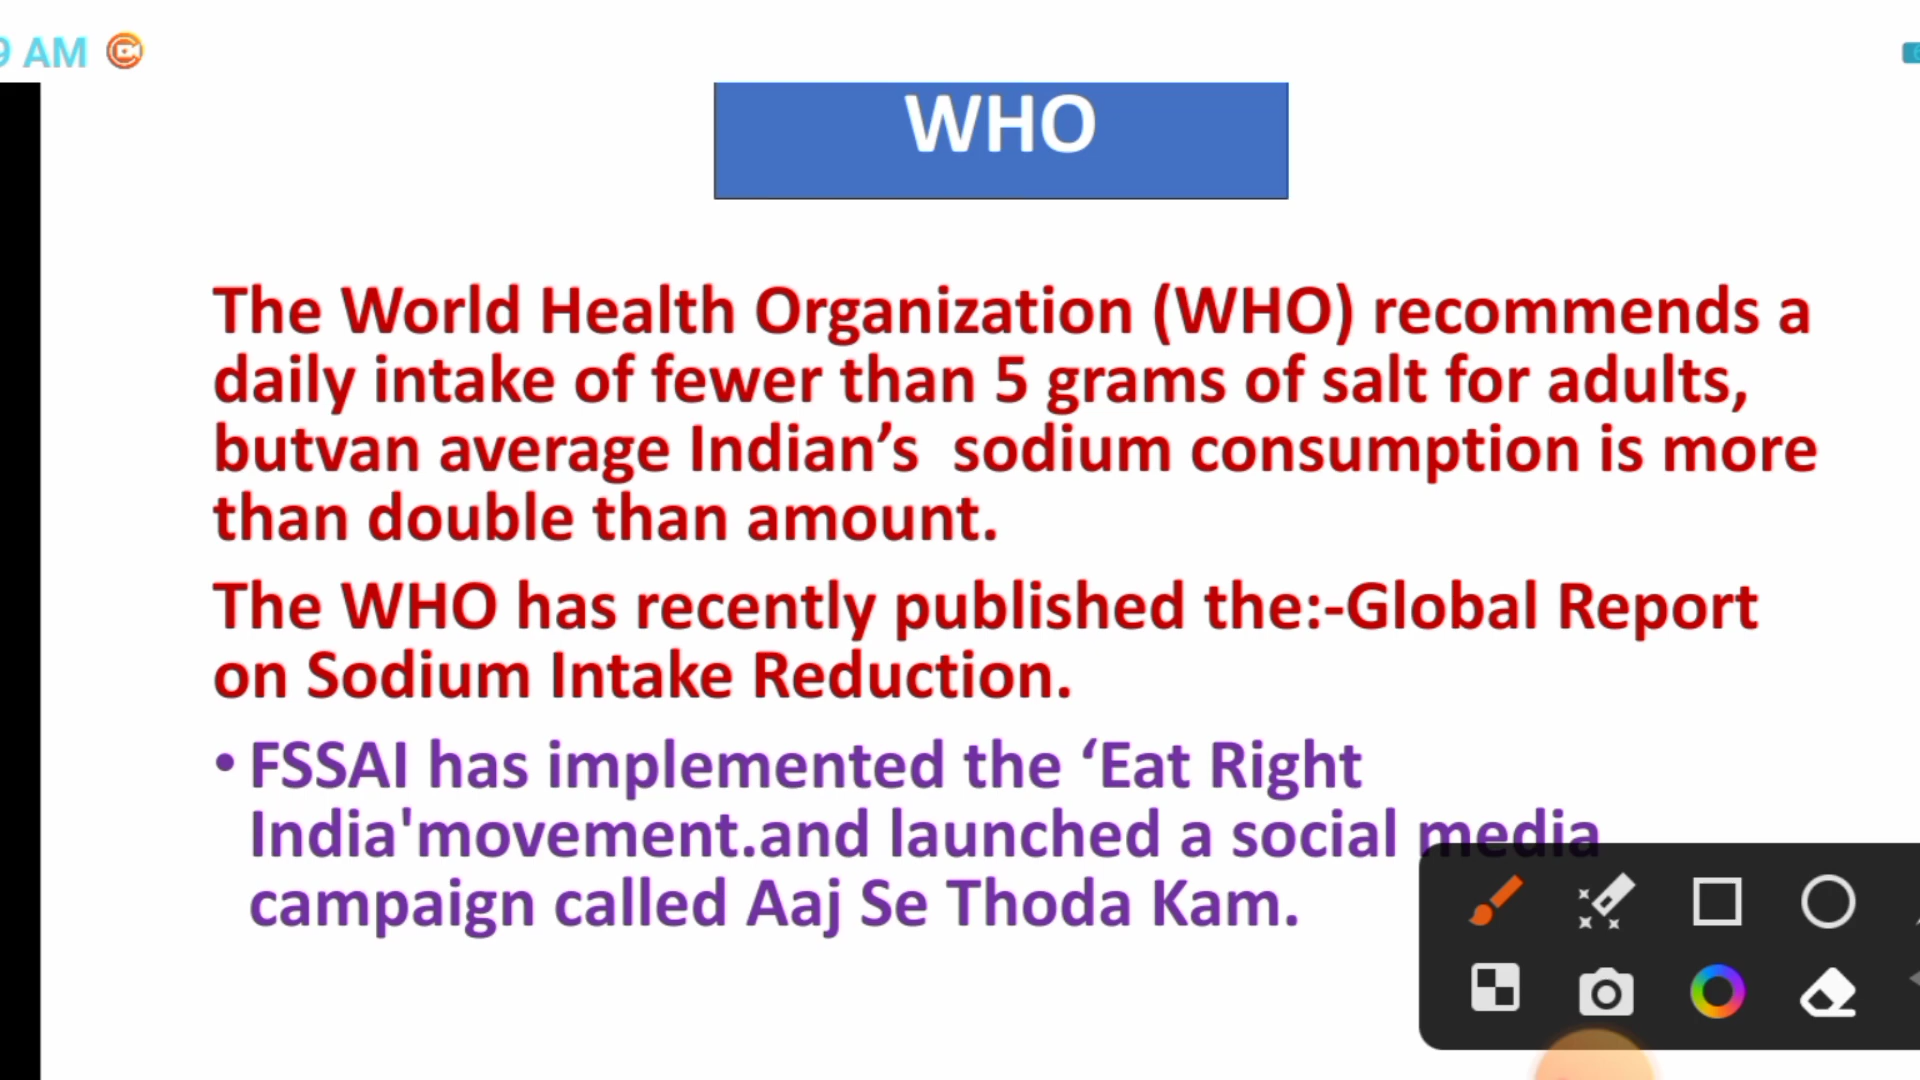 9 AM
WHO
The World Health Organization (WHO) recommends a
daily intake of fewer than 5 grams of salt for adults,
butvan average Indian’s  sodium consumption is more
than double than amount.
The WHO has recently published the:-Global Report
on Sodium Intake Reduction.
• FSSAI has implemented the ‘Eat Right
India'movement.and launched a social media
campaign called Aaj Se Thoda Kam.